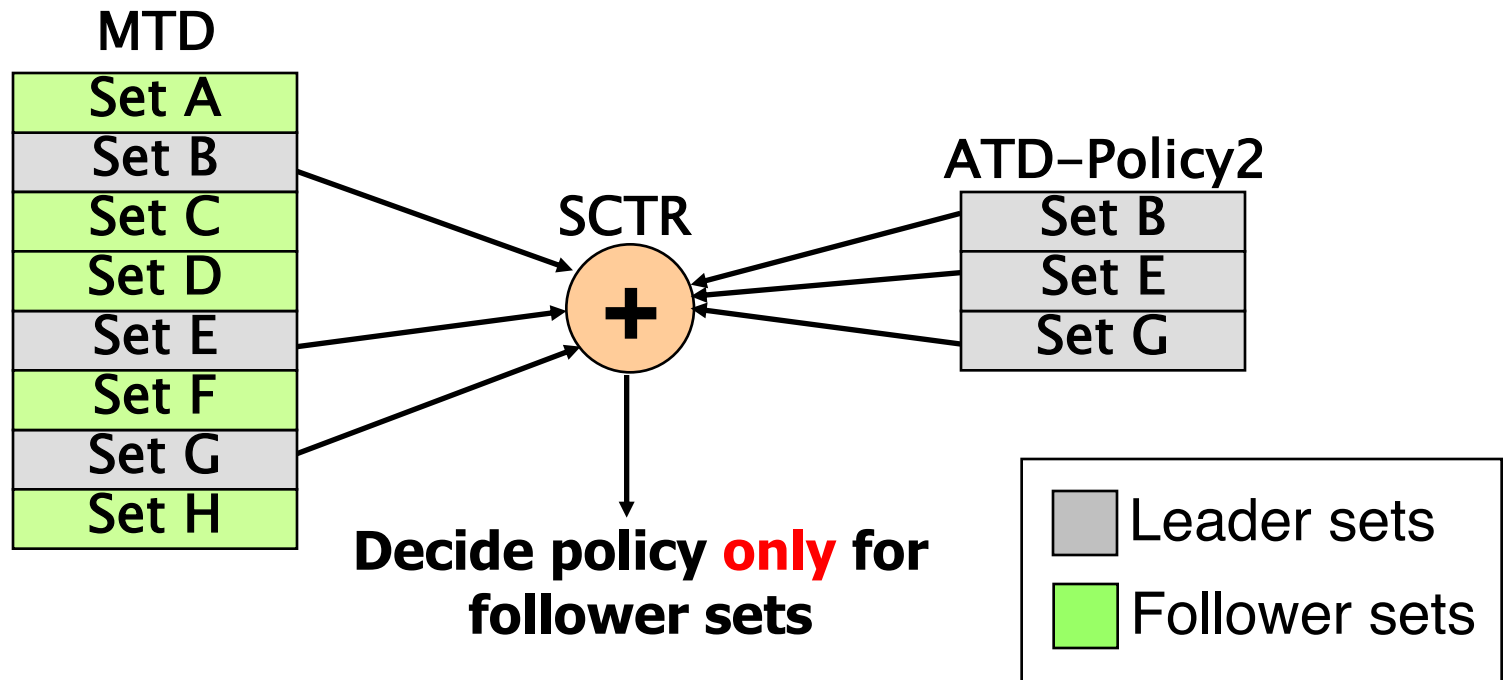 MTD
Set A
Set B
Set C
Set D
Set E
Set F
Set G
Set H
SCTR
+
ATD-Policy2
Set B
Set E
Set G
Decide policy only for
follower sets
Leader sets
Follower sets